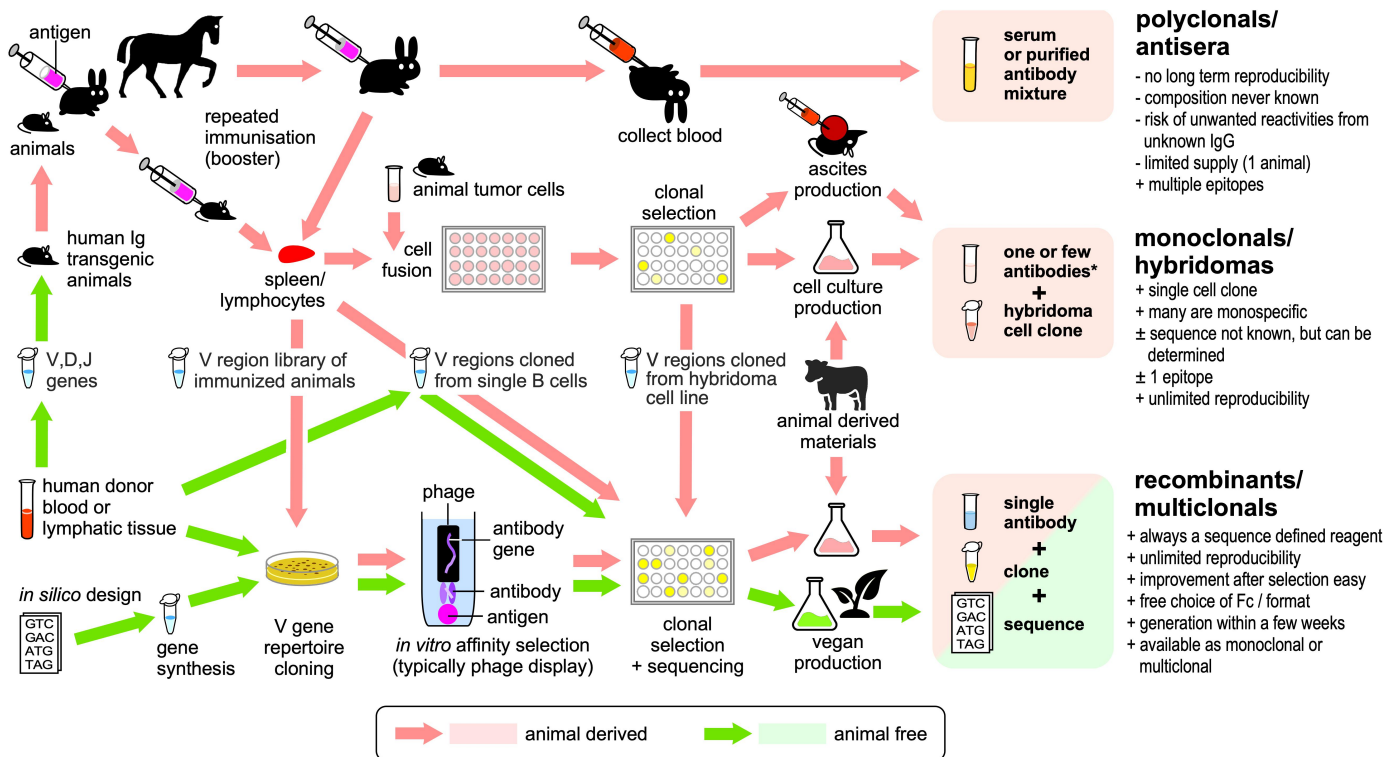 antigen
animals
repeated
immunisation
(booster)
collect blood
serum
or purified
antibody
mixture
polyclonals/
antisera
- no long term reproducibility
- composition never known
- risk of unwanted reactivities from
unknown IgG
- limited supply (1 animal)
+ multiple epitopes
human Ig
transgenic
animals
spleen/
lymphocytes
animal tumor cells
cell
fusion
clonal
selection
ascites
production
cell culture
production
one or few
antibodies*
+
hybridoma
cell clone
monoclonals/
hybridomas
+ single cell clone
+ many are monospecific
± sequence not known, but can be
determined
± 1 epitope
+ unlimited reproducibility
V,D,J
genes
V region library of
immunized animals
V regions cloned
from single B cells
V regions cloned
from hybridoma
cell line
animal derived
materials
human donor
blood or
lymphatic tissue
in silico design
GTC
GAC
ATG
TAG
gene
synthesis
V gene
repertoire
cloning
phage
antibody
gene
antibody
antigen
in vitro affinity selection
(typically phage display)
clonal
selection
+ sequencing
vegan
production
single
antibody
+
clone
+
GTC
GAC
ATG
TAG
sequence
recombinants/
multiclonals
+ always a sequence defined reagent
+ unlimited reproducibility
+ improvement after selection easy
+ free choice of Fc / format
+ generation within a few weeks
+ available as monoclonal or
multiclonal
animal derived
animal free